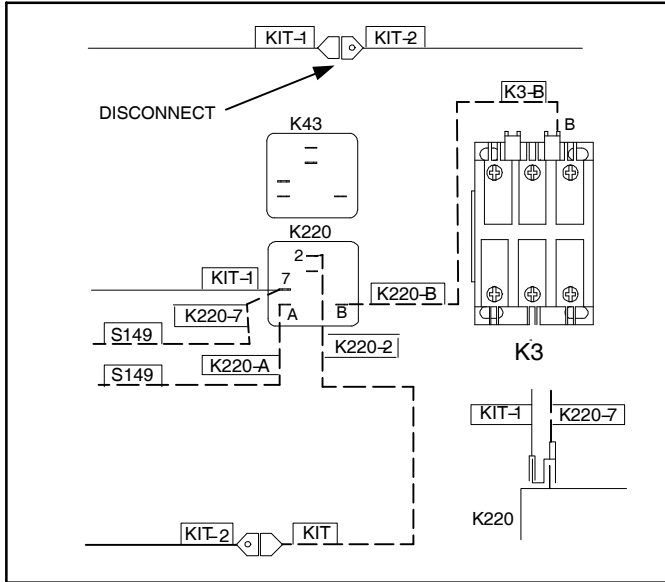 KIT-1
KIT-2
DISCONNECT
K3-B
B
K43
K220
2
KIT-1
7
K220-B
K220-7
A
B
S149
K220-2
K3
S149
K220-A
KIT-1
K220-7
K220
KIT-2
KIT